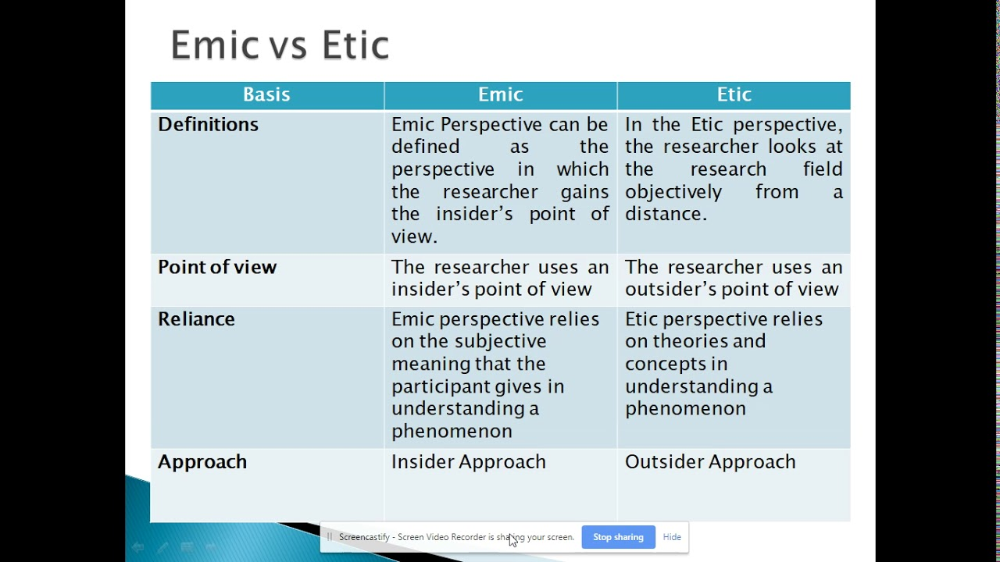 Emic vs Etic
Basis
Emic
Etic
Definitions
Emic Perspective can be
defined as the
perspective in which
the researcher gains
the insider’s point of
view.
In the Etic perspective,
the researcher looks at
the research field
objectively from a
distance.
Point of view
The researcher uses an
insider’s point of view
The researcher uses an
outsider’s point of view
Reliance
Emic perspective relies
on the subjective
meaning that the
participant gives in
understanding a
phenomenon
Etic perspective relies
on theories and
concepts in
understanding a
phenomenon
Approach
Insider Approach
Outsider Approach
Screencastify - Screen Video Recorder is sharing your screen.
Stop sharing
Hide